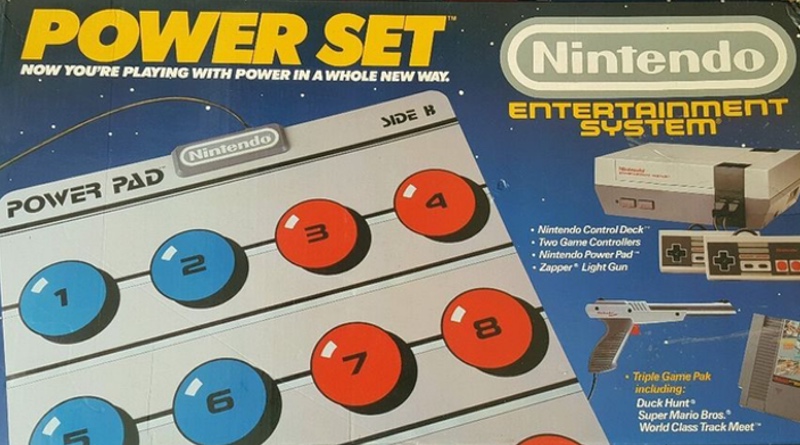 POWER SET™
NOW YOU'RE PLAYING WITH POWER IN A WHOLE NEW WAY.
Nintendo®
ENTERTAINMENT
SYSTEM®
Nintendo
SIDE B
POWER PAD™
1
2
3
4
5
6
7
8
Nintendo
• Nintendo Control Deck™
• Two Game Controllers
• Nintendo Power Pad™
• Zapper® Light Gun
• Triple Game Pak
including:
Duck Hunt®
Super Mario Bros.®
World Class Track Meet™